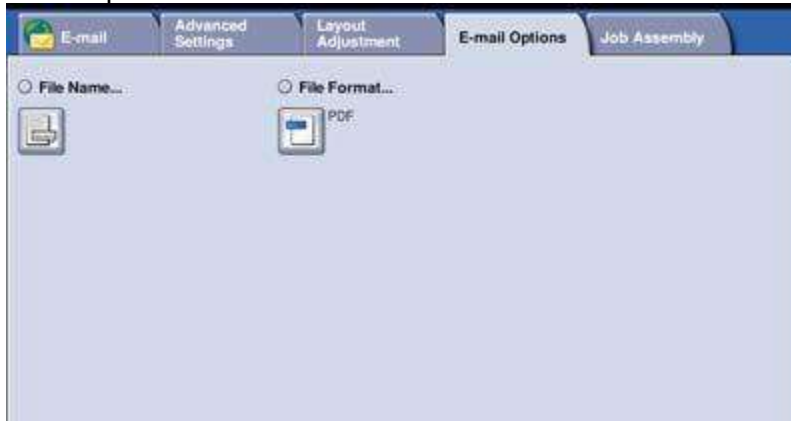 E-mail
Advanced
Settings
Layout
Adjustment
E-mail Options
Job Assembly
File Name...
File Format...
PDF